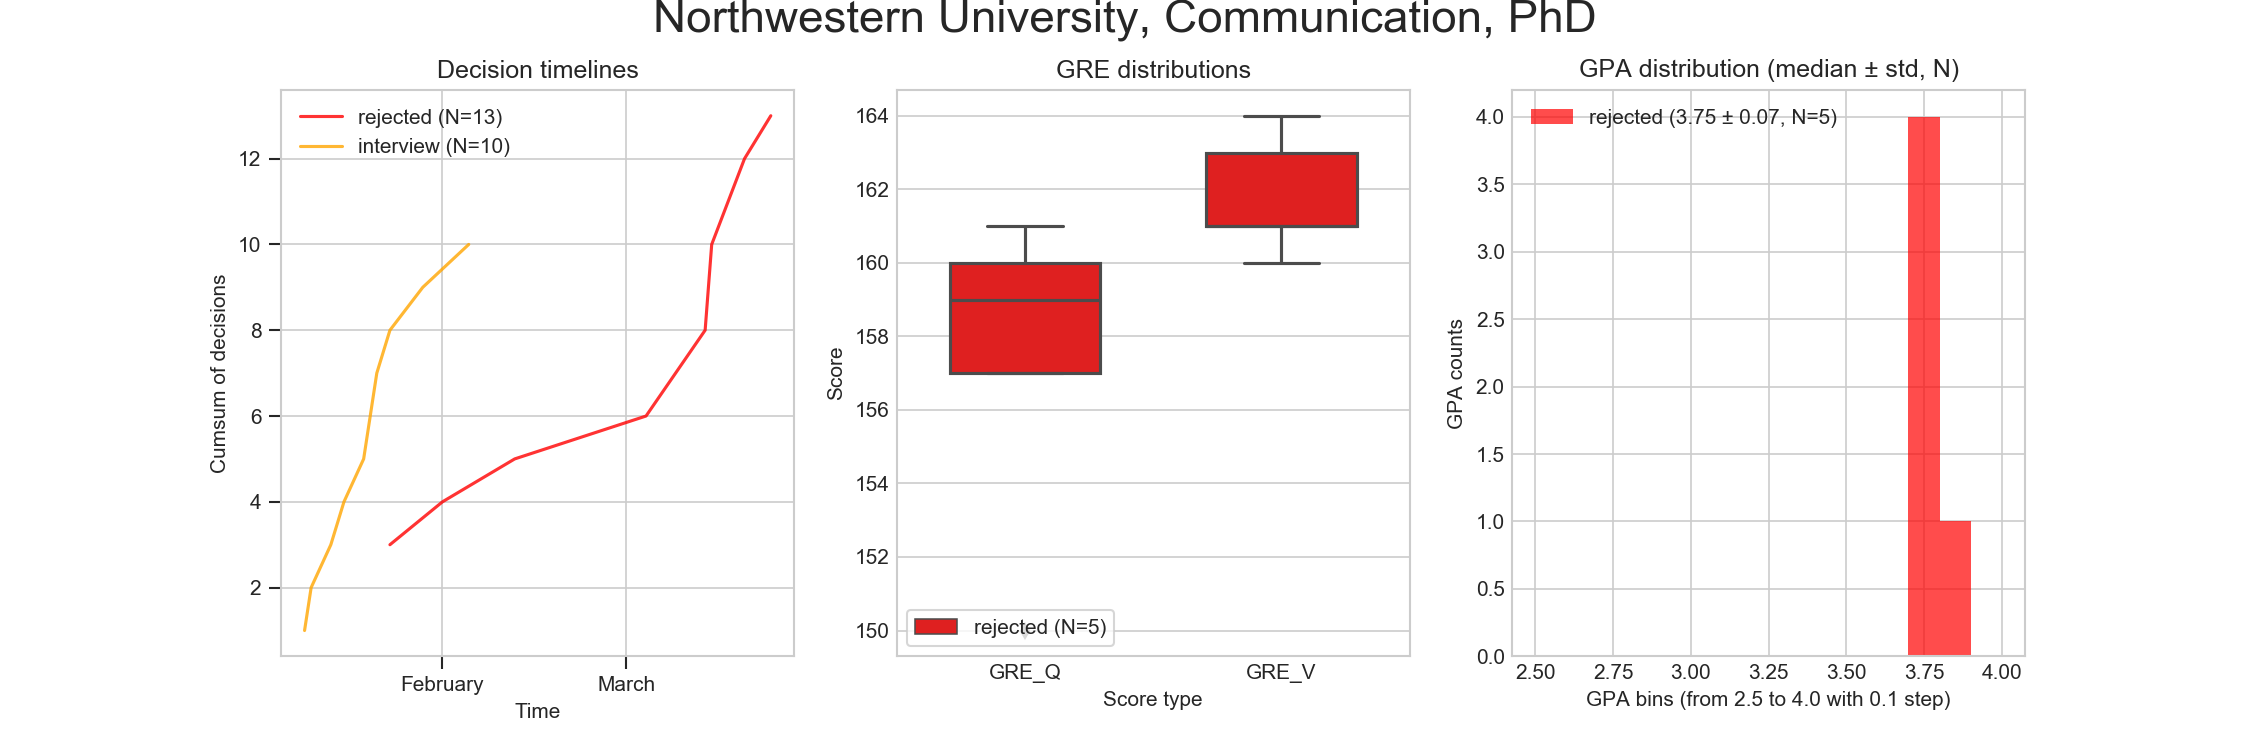 Northwestern University, Communication, PhD
Decision timelines
rejected (N=13)
interview (N=10)
12
10
8
6
4
2
Cumsum of decisions
February
March
Time
GRE distributions
164
162
160
158
156
154
152
150
Score
rejected (N=5)
GRE_Q
GRE_V
Score type
GPA distribution (median ± std, N)
rejected (3.75 ± 0.07, N=5)
4.0
3.5
3.0
2.5
2.0
1.5
1.0
0.5
0.0
GPA counts
2.50
2.75
3.00
3.25
3.50
3.75
4.00
GPA bins (from 2.5 to 4.0 with 0.1 step)